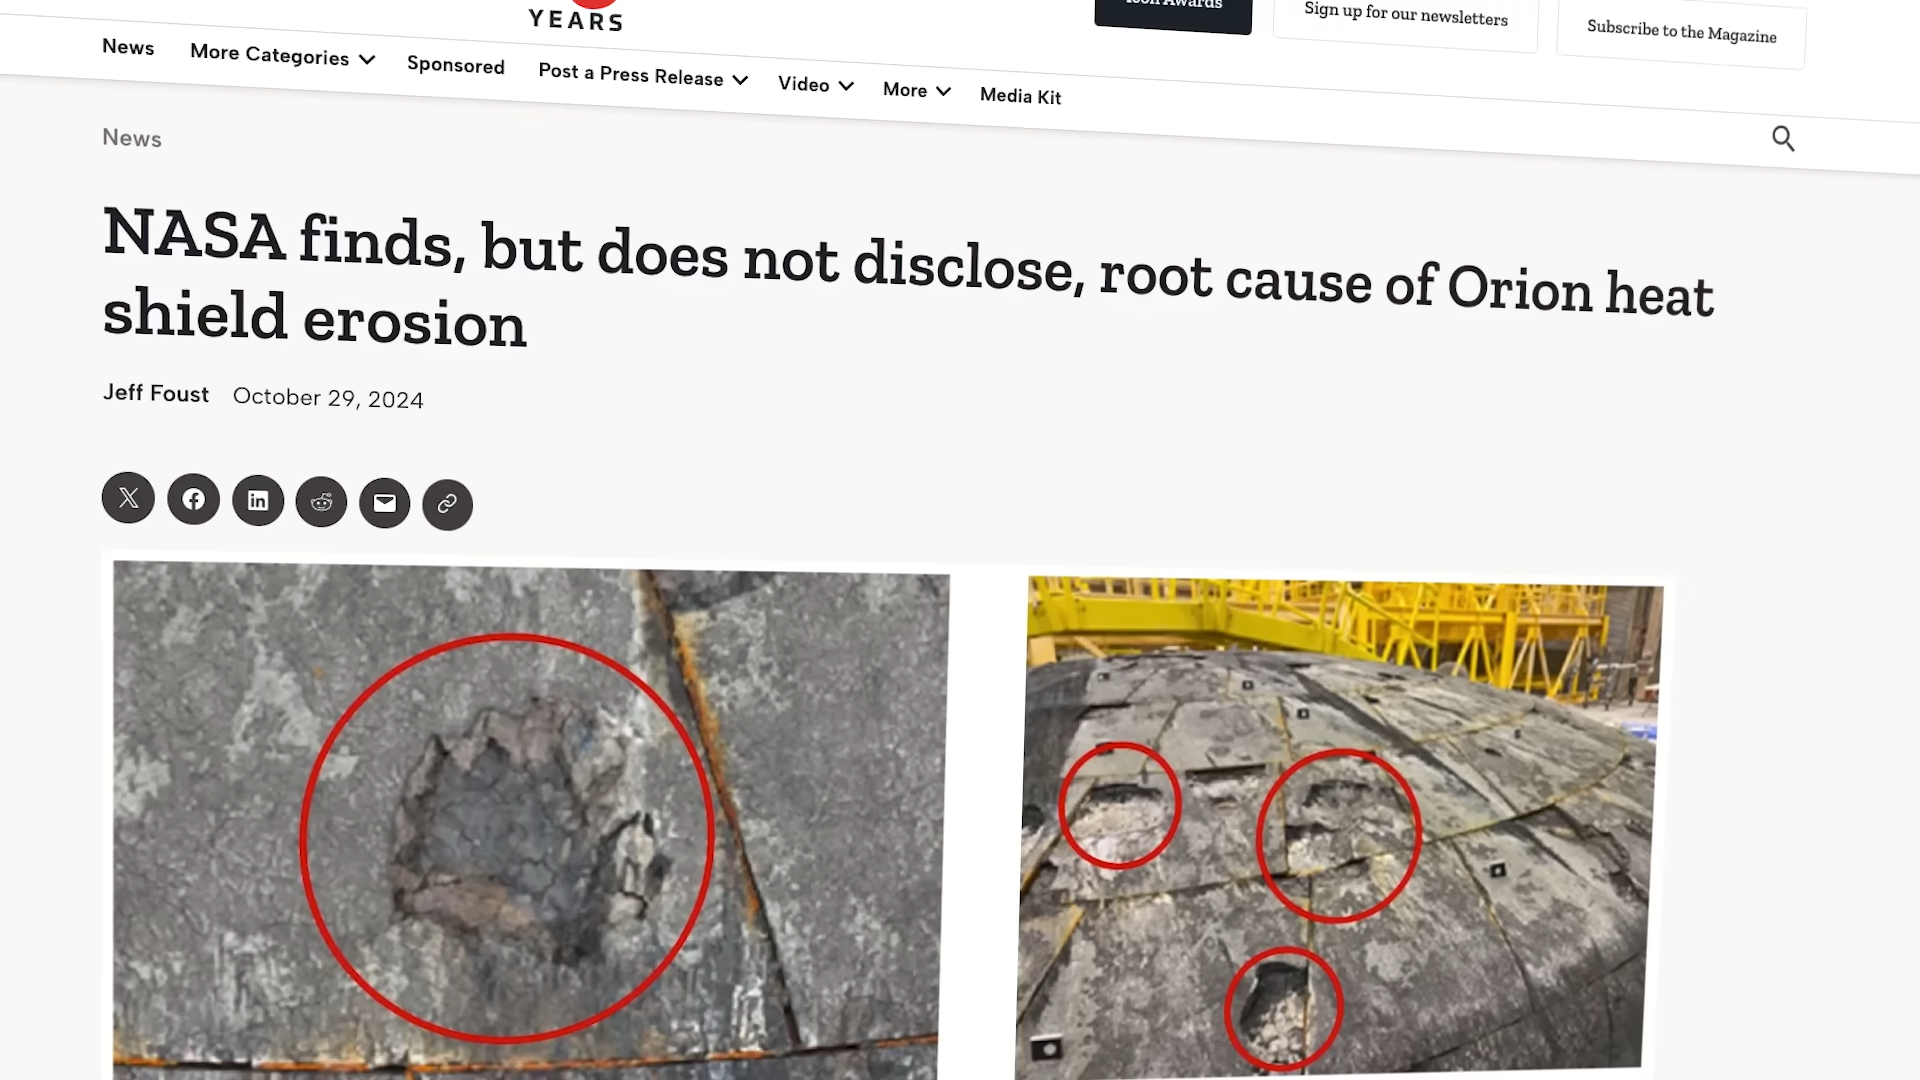 YEARS
Icon Awards
Sign up for our newsletters
Subscribe to the Magazine
News
More Categories
Sponsored
Post a Press Release
Video
More
Media Kit
News
NASA finds, but does not disclose, root cause of Orion heat
shield erosion
Jeff Foust October 29, 2024